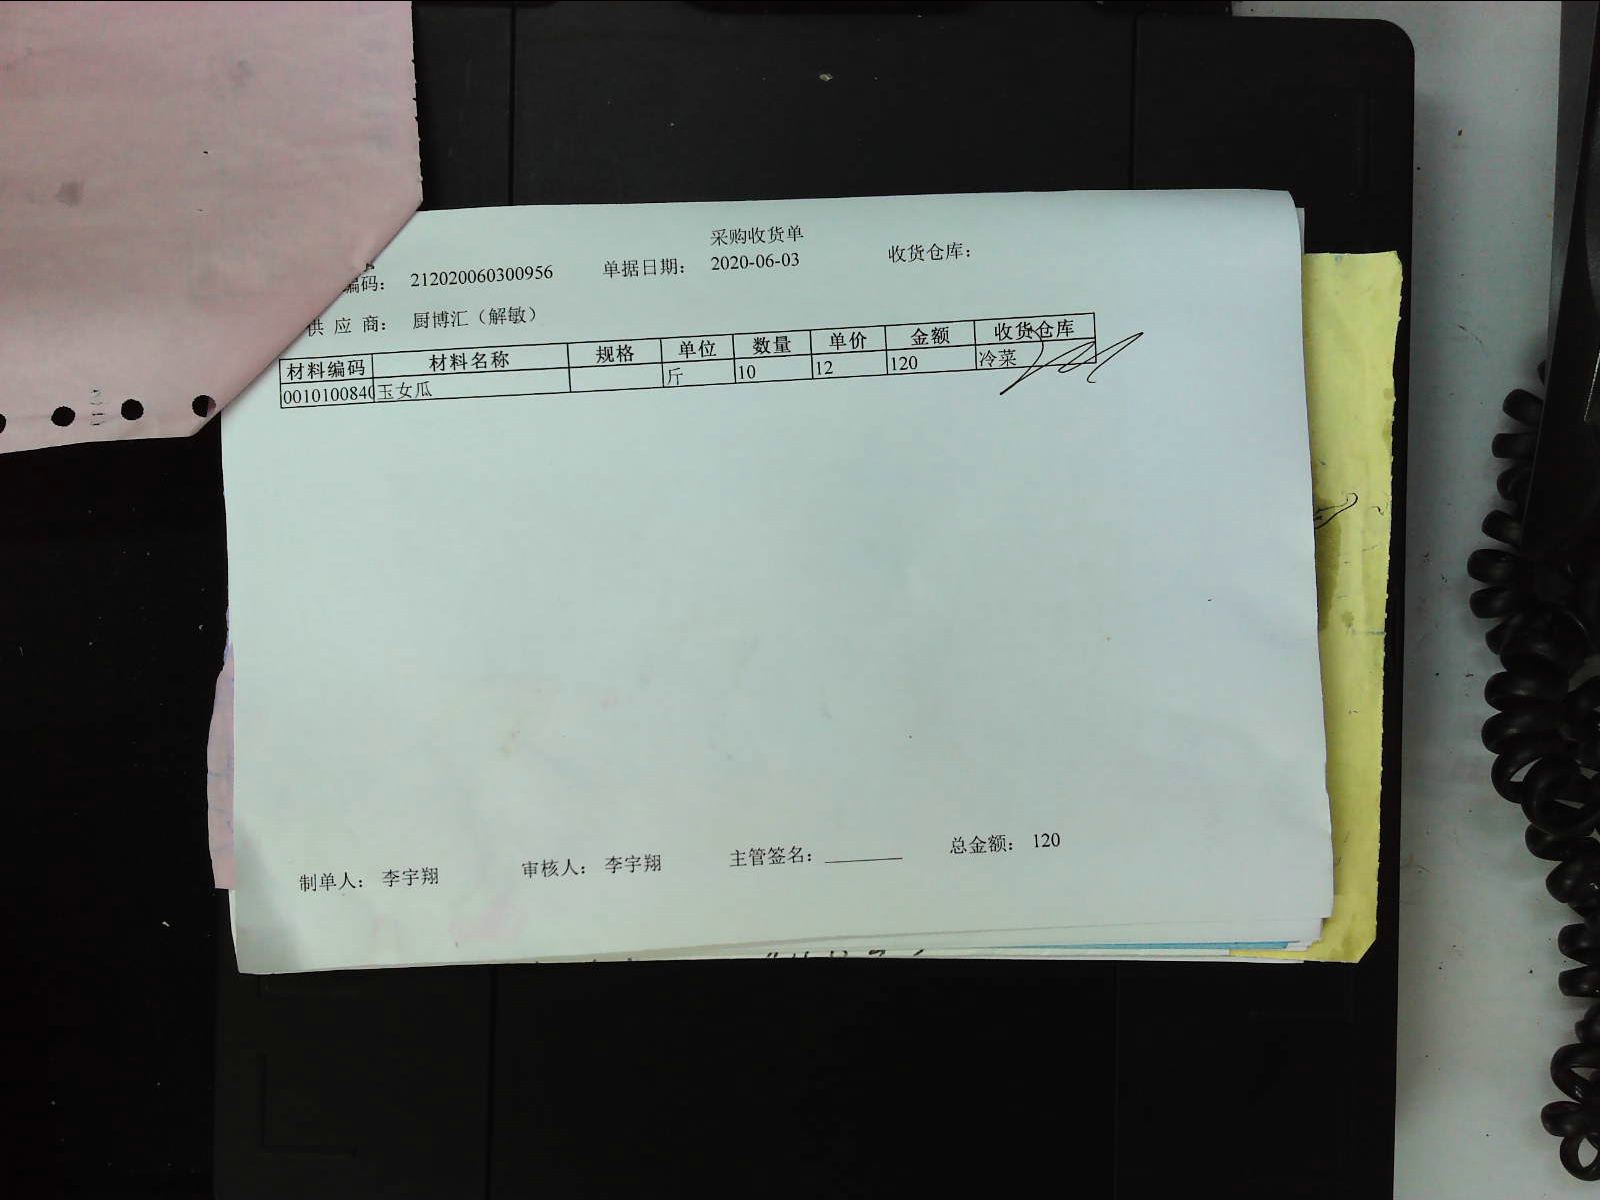 采购收货单
编码： 212020060300956 单据日期： 2020-06-03 收货仓库：
供 应 商： 厨博汇（解敏）
材料编码 材料名称 规格 单位 数量 单价 金额 收货仓库
0010100840 玉女瓜 斤 10 12 120 冷菜
制单人： 李宇翔 审核人： 李宇翔 主管签名： 总金额： 120